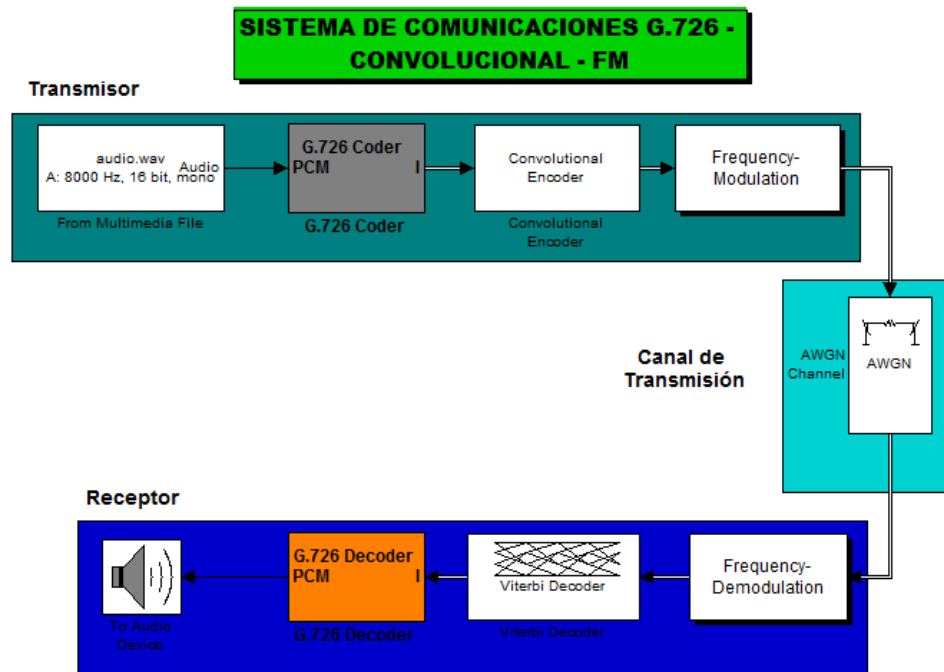 SISTEMA DE COMUNICACIONES G.726 -
CONVOLUCIONAL - FM
Transmisor
audio.wav
A: 8000 Hz, 16 bit, mono
Audio
From Multimedia File
G.726 Coder
PCM
I
G.726 Coder
Convolutional
Encoder
Convolutional
Encoder
Frequency-
Modulation
Canal de
Transmisión
AWGN
Channel
AWGN
Receptor
To Audio
Device
G.726 Decoder
PCM
I
G.726 Decoder
Viterbi Decoder
Viterbi Decoder
Frequency-
Demodulation